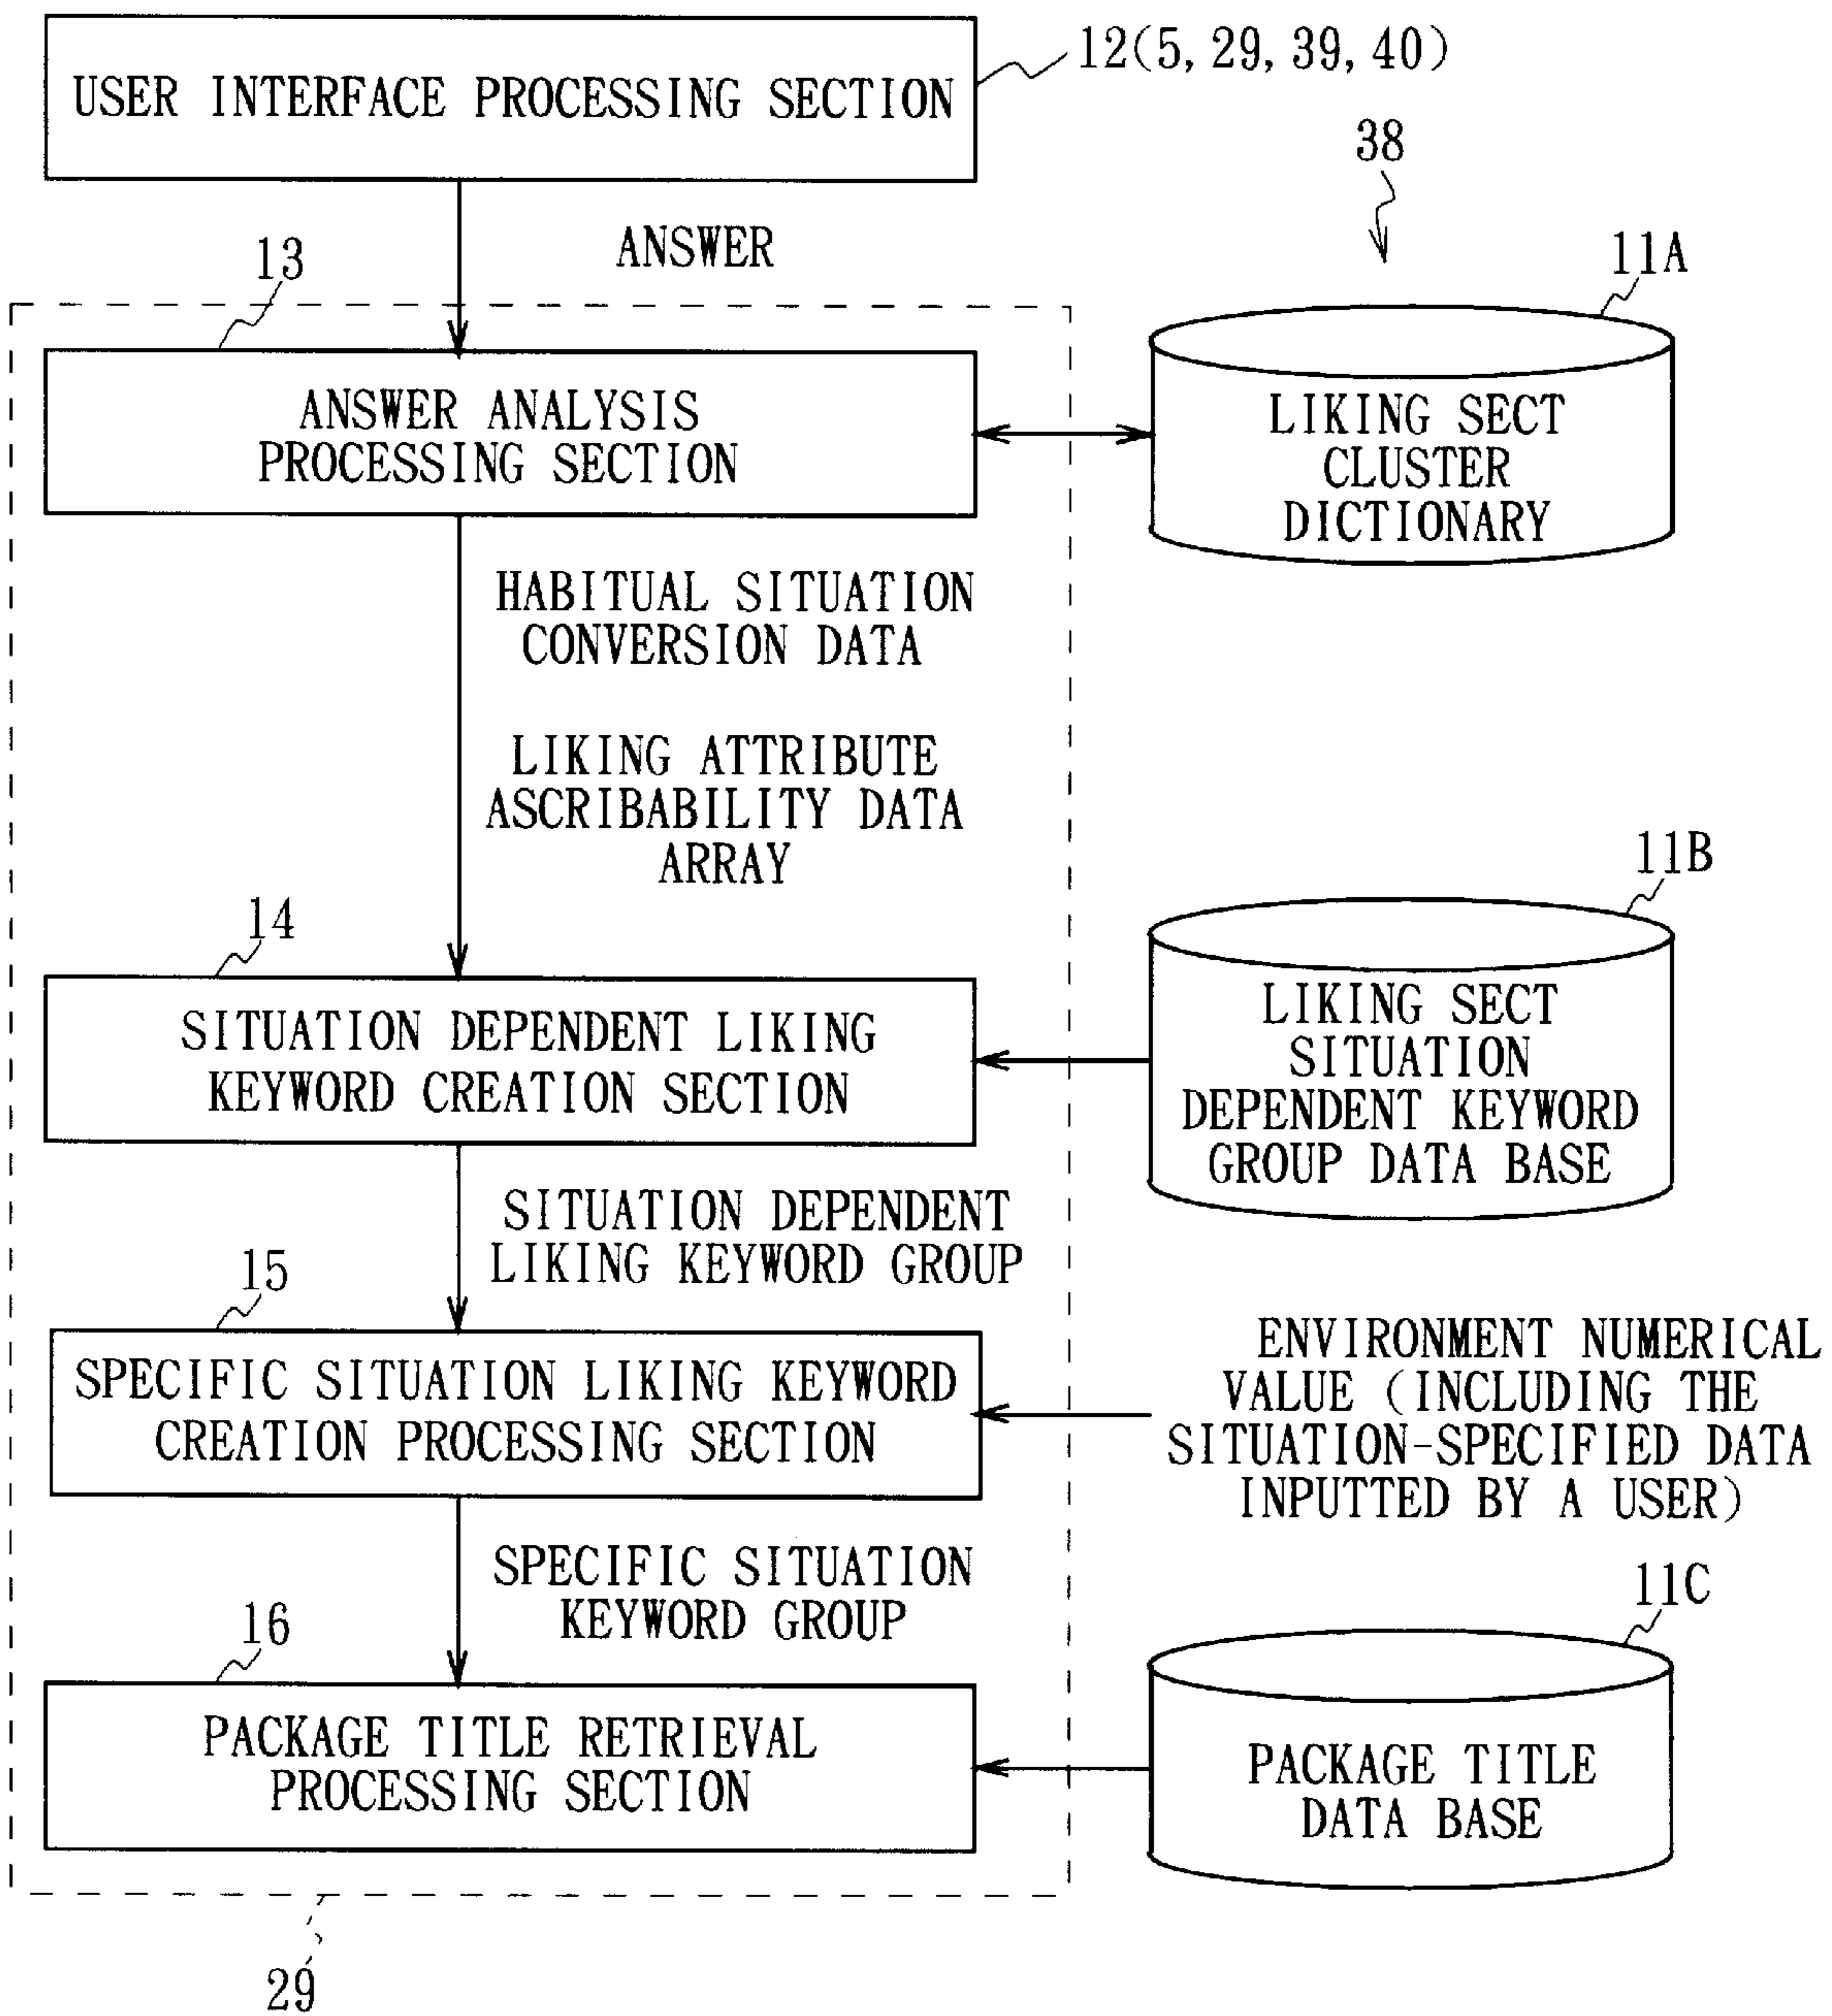 12(5, 29, 39, 40)
USER INTERFACE PROCESSING SECTION
38
ANSWER
13
11A
ANSWER ANALYSIS
PROCESSING SECTION
LIKING SECT
CLUSTER
DICTIONARY
HABITUAL SITUATION
CONVERSION DATA
LIKING ATTRIBUTE
ASCRIBABILITY DATA
ARRAY
14
11B
SITUATION DEPENDENT LIKING
KEYWORD CREATION SECTION
LIKING SECT
SITUATION
DEPENDENT KEYWORD
GROUP DATA BASE
SITUATION DEPENDENT
LIKING KEYWORD GROUP
15
SPECIFIC SITUATION LIKING KEYWORD
CREATION PROCESSING SECTION
ENVIRONMENT NUMERICAL
VALUE (INCLUDING THE
SITUATION-SPECIFIED DATA
INPUTTED BY A USER)
SPECIFIC SITUATION
KEYWORD GROUP
16
11C
PACKAGE TITLE RETRIEVAL
PROCESSING SECTION
PACKAGE TITLE
DATA BASE
29